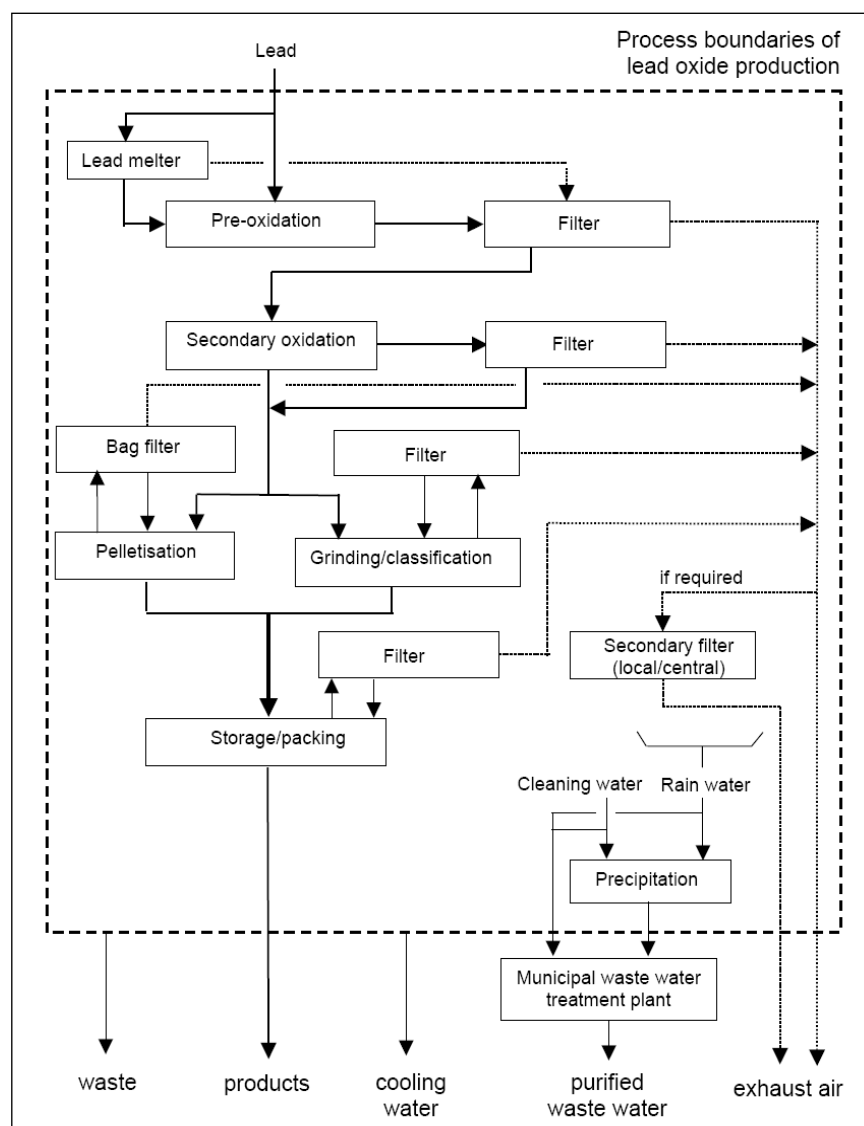 Process boundaries of
lead oxide production
Lead
Lead melter
Pre-oxidation
Filter
Secondary oxidation
Filter
Bag filter
Filter
Pelletisation
Grinding/classification
if required
Filter
Secondary filter
(local/central)
Storage/packing
Cleaning water
Rain water
Precipitation
Municipal waste water
treatment plant
waste
products
cooling
water
purified
waste water
exhaust air